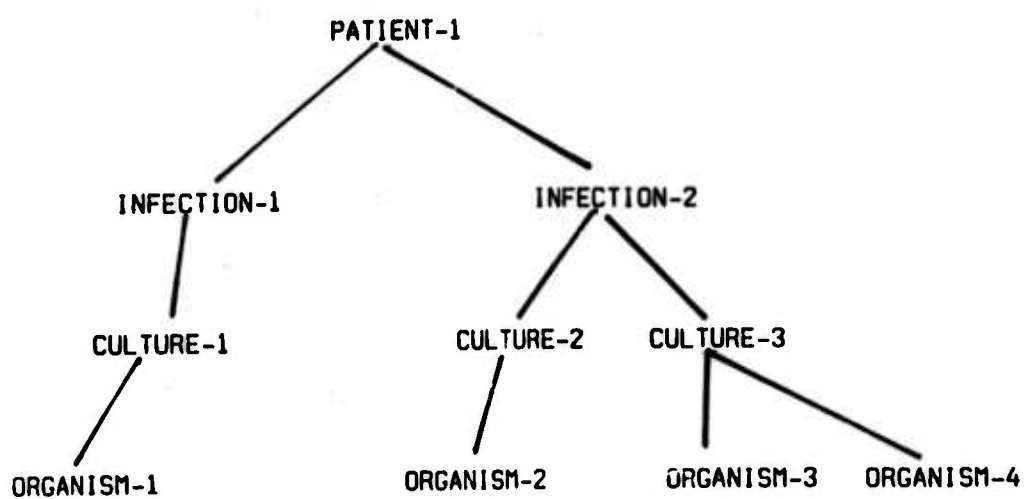 PATIENT-1
INFECTION-1 INFECTION-2
CULTURE-1 CULTURE-2 CULTURE-3
ORGANISM-1 ORGANISM-2 ORGANISM-3 ORGANISM-4